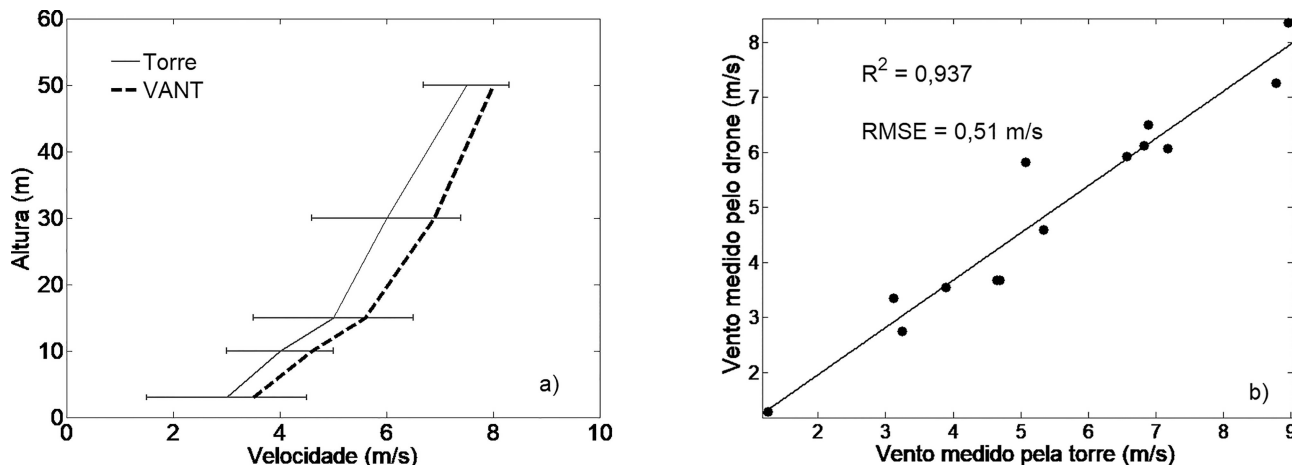 60
50
40
30
20
10
0
Altura (m)
Torre
VANT
a)
0 2 4 6 8 10
Velocidade (m/s)
8
7
6
5
4
3
2
Vento medido pelo drone (m/s)
R² = 0,937
RMSE = 0,51 m/s
b)
2 3 4 5 6 7 8 9
Vento medido pela torre (m/s)